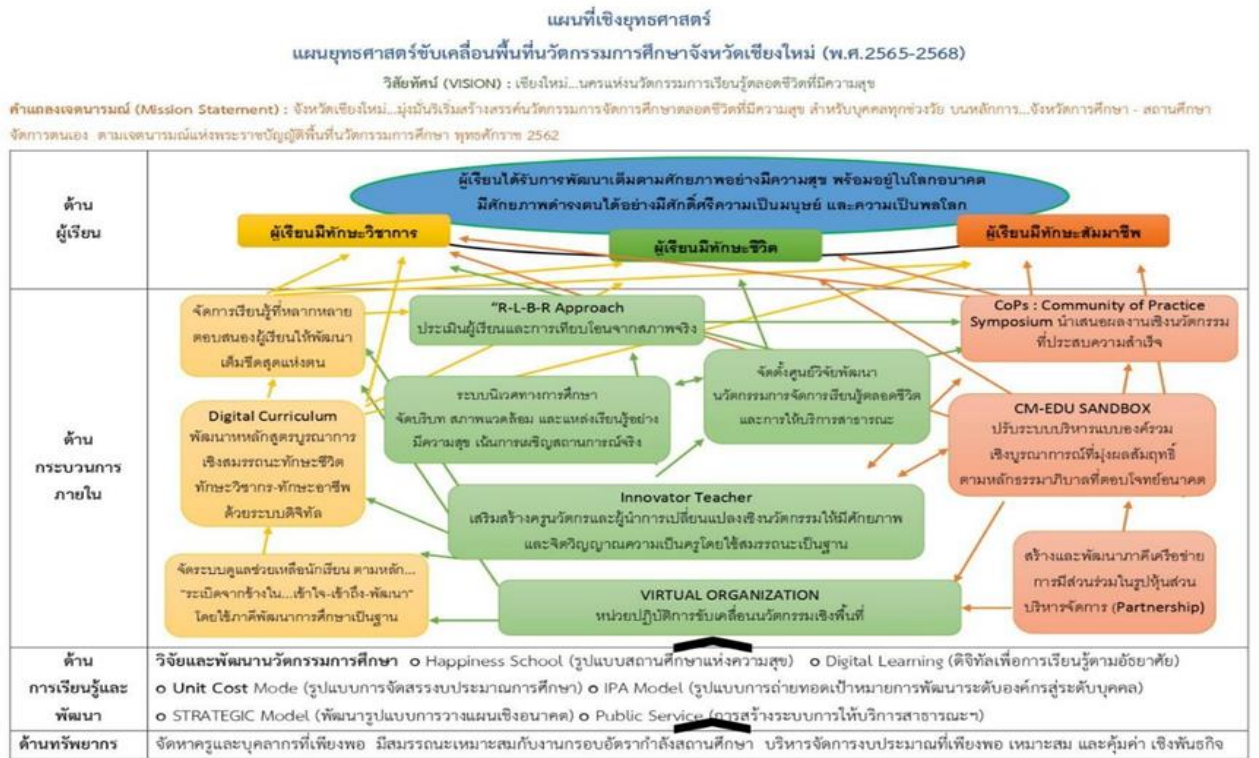 แผนที่เชิงยุทธศาสตร์
แผนยุทธศาสตร์ขับเคลื่อนพื้นที่นวัตกรรมการศึกษาจังหวัดเชียงใหม่ (พ.ศ.2565-2568)
วิสัยทัศน์ (VISION) : เชียงใหม่...นครแห่งนวัตกรรมการเรียนรู้ตลอดชีวิตที่มีความสุข
คำแถลงเจตนารมณ์ (Mission Statement) : จังหวัดเชียงใหม่...มุ่งมั่นริเริ่มสร้างสรรค์นวัตกรรมการจัดการศึกษาตลอดชีวิตที่มีความสุข สำหรับบุคคลทุกช่วงวัย บนหลักการ...จังหวัดการศึกษา - สถานศึกษา
จัดการตนเอง ตามเจตนารมณ์แห่งพระราชบัญญัติพื้นที่นวัตกรรมการศึกษา พุทธศักราช 2562
ด้าน
ผู้เรียน
ผู้เรียนได้รับการพัฒนาเต็มตามศักยภาพอย่างมีความสุข พร้อมอยู่ในโลกอนาคต
มีศักยภาพดำรงตนได้อย่างมีศักดิ์ศรีความเป็นมนุษย์ และความเป็นพลโลก
ผู้เรียนมีทักษะวิชาการ
ผู้เรียนมีทักษะชีวิต
ผู้เรียนมีทักษะสัมมาชีพ
ด้าน
กระบวนการ
ภายใน
จัดการเรียนรู้ที่หลากหลาย
ตอบสนองผู้เรียนให้พัฒนา
เต็มขีดสุดแห่งตน
"R-L-B-R Approach
ประเมินผู้เรียนและการเทียบโอนจากสภาพจริง
CoPs : Community of Practice
Symposium นำเสนอผลงานเชิงนวัตกรรม
ที่ประสบความสำเร็จ
ระบบนิเวศทางการศึกษา
จัดบริบท สภาพแวดล้อม และแหล่งเรียนรู้อย่าง
มีความสุข เน้นการเผชิญสถานการณ์จริง
จัดตั้งศูนย์วิจัยพัฒนา
นวัตกรรมการจัดการเรียนรู้ตลอดชีวิต
และการให้บริการสาธารณะ
Digital Curriculum
พัฒนาหหลักสูตรบูรณาการ
เชิงสมรรถนะทักษะชีวิต
ทักษะวิชากร-ทักษะอาชีพ
ด้วยระบบดิจิทัล
CM-EDU SANDBOX
ปรับระบบบริหารแบบองค์รวม
เชิงบูรณาการณ์ที่มุ่งผลสัมฤทธิ์
ตามหลักธรรมาภิบาลที่ตอบโจทย์อนาคต
Innovator Teacher
เสริมสร้างครูนวัตกรและผู้นำการเปลี่ยนแปลงเชิงนวัตกรรมให้มีศักยภาพ
และจิตวิญญาณความเป็นครูโดยใช้สมรรถนะเป็นฐาน
จัดระบบดูแลช่วยเหลือนักเรียน ตามหลัก...
"ระเบิดจากข้างใน...เข้าใจ-เข้าถึง-พัฒนา"
โดยใช้ภาคีพัฒนาการศึกษาเป็นฐาน
VIRTUAL ORGANIZATION
หน่วยปฏิบัติการขับเคลื่อนนวัตกรรมเชิงพื้นที่
สร้างและพัฒนาภาคีเครือข่าย
การมีส่วนร่วมในรูปหุ้นส่วน
บริหารจัดการ (Partnership)
ด้าน
การเรียนรู้และ
พัฒนา
วิจัยและพัฒนานวัตกรรมการศึกษา o Happiness School (รูปแบบสถานศึกษาแห่งความสุข) o Digital Learning (ดิจิทัลเพื่อการเรียนรู้ตามอัธยาศัย)
o Unit Cost Mode (รูปแบบการจัดสรรงบประมาณการศึกษา) o IPA Model (รูปแบบการถ่ายทอดเป้าหมายการพัฒนาระดับองค์กรสู่ระดับบุคคล)
o STRATEGIC Model (พัฒนารูปแบบการวางแผนเชิงอนาคต) o Public Service (การสร้างระบบการให้บริการสาธารณะฯ)
ด้านทรัพยากร
จัดหาครูและบุคลากรที่เพียงพอ มีสมรรถนะเหมาะสมกับงานกรอบอัตรากำลังสถานศึกษา บริหารจัดการงบประมาณที่เพียงพอ เหมาะสม และคุ้มค่า เชิงพันธกิจ